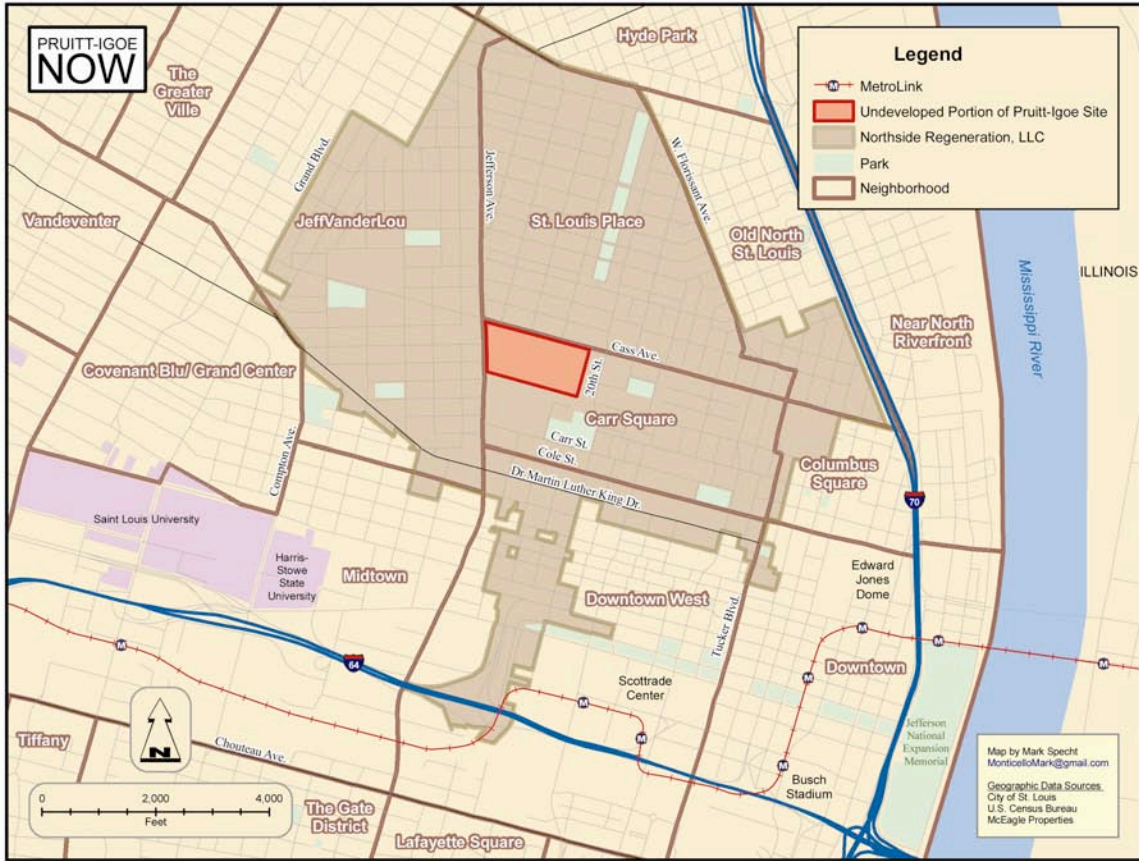 PRUITT-IGOE
NOW
Legend
MetroLink
Undeveloped Portion of Pruitt-Igoe Site
Northside Regeneration, LLC
Park
Neighborhood
Hyde Park
The
Greater
Ville
Grand Blvd.
Jefferson Ave.
W. Florissant Ave.
Vandeventer
JeffVanderLou
St. Louis Place
Old North
St. Louis
ILLINOIS
Mississippi River
Near North
Riverfront
Covenant Blu/ Grand Center
Cass Ave.
20th St.
Carr Square
Carr St.
Cole St.
Compton Ave.
Dr Martin Luther King Dr.
Columbus
Square
70
Saint Louis University
Harris-
Stowe
State
University
Midtown
Downtown West
Tucker Blvd.
Edward
Jones
Dome
M
M
M
M
64
Scottrade
Center
Downtown
M
M
M
M
M
Jefferson
National
Expansion
Memorial
Tiffany
N
Chouteau Ave.
Busch
Stadium
0 2,000 4,000
Feet
The Gate
District
Lafayette Square
Map by Mark Specht
MonticelloMark@gmail.com
Geographic Data Sources
City of St. Louis
U.S. Census Bureau
McEagle Properties